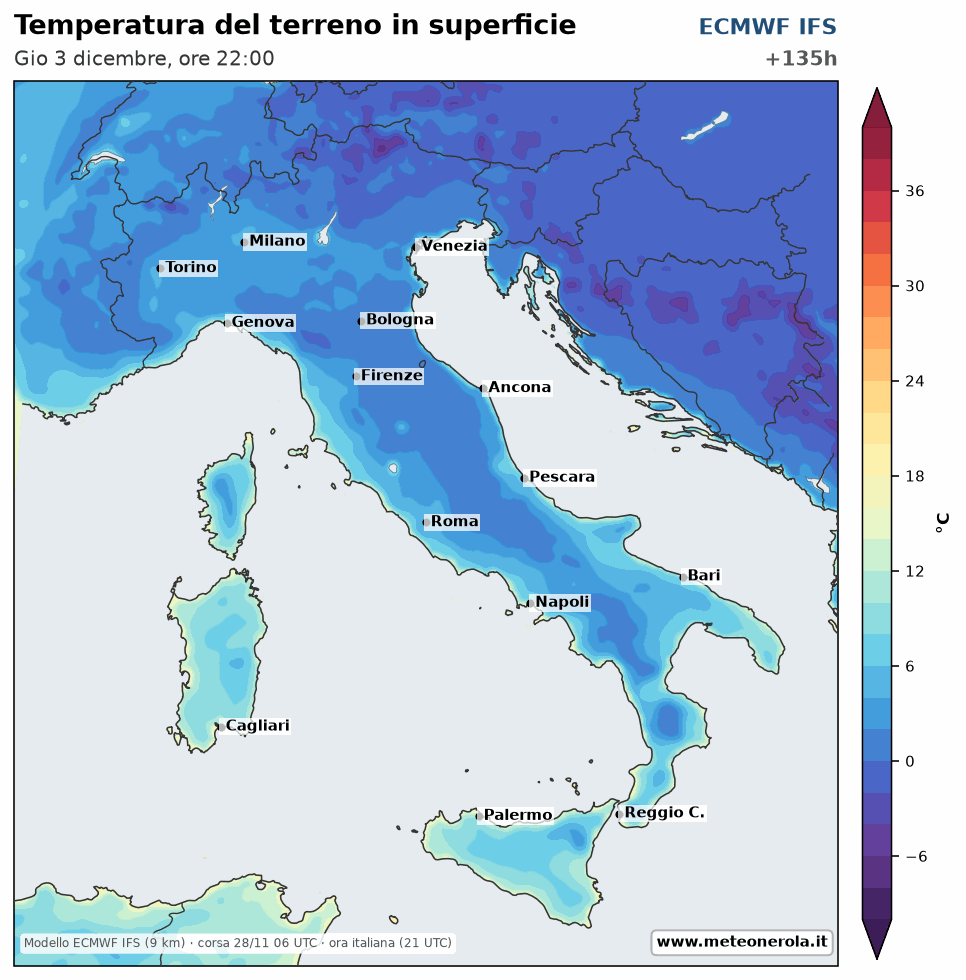 Temperatura del terreno in superficie
ECMWF IFS
Gio 3 dicembre, ore 22:00
+135h
Milano
Venezia
Torino
Genova
Bologna
Firenze
Ancona
Pescara
Roma
Bari
Napoli
Cagliari
Palermo
Reggio C.
36
30
24
18
12
6
0
−6
°C
Modello ECMWF IFS (9 km) · corsa 28/11 06 UTC · ora italiana (21 UTC)
www.meteonerola.it